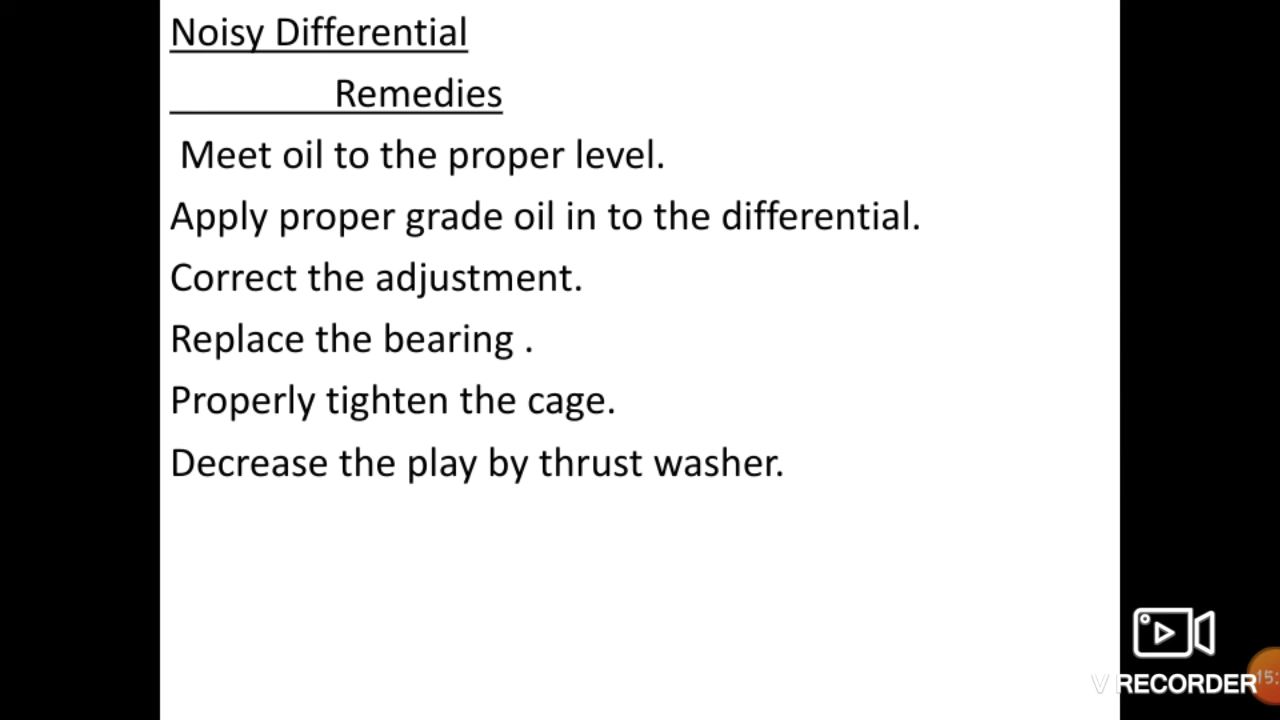 Noisy Differential
Remedies
Meet oil to the proper level.
Apply proper grade oil in to the differential.
Correct the adjustment.
Replace the bearing .
Properly tighten the cage.
Decrease the play by thrust washer.
V RECORDER
15: